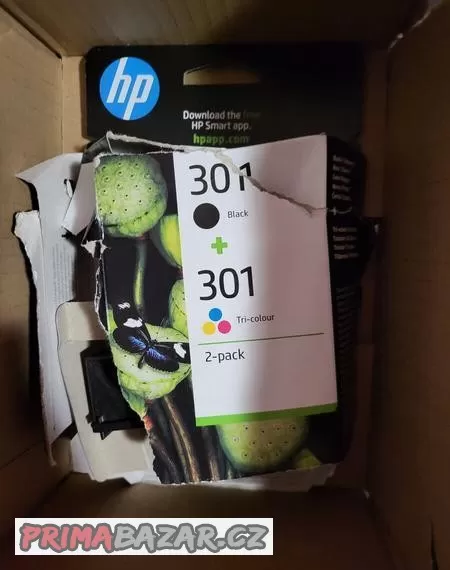 hp
Download the
HP Smart app.
hpapp.com
301
Black
+
301
Tri-colour
2-pack
PRIMABAZAR.CZ